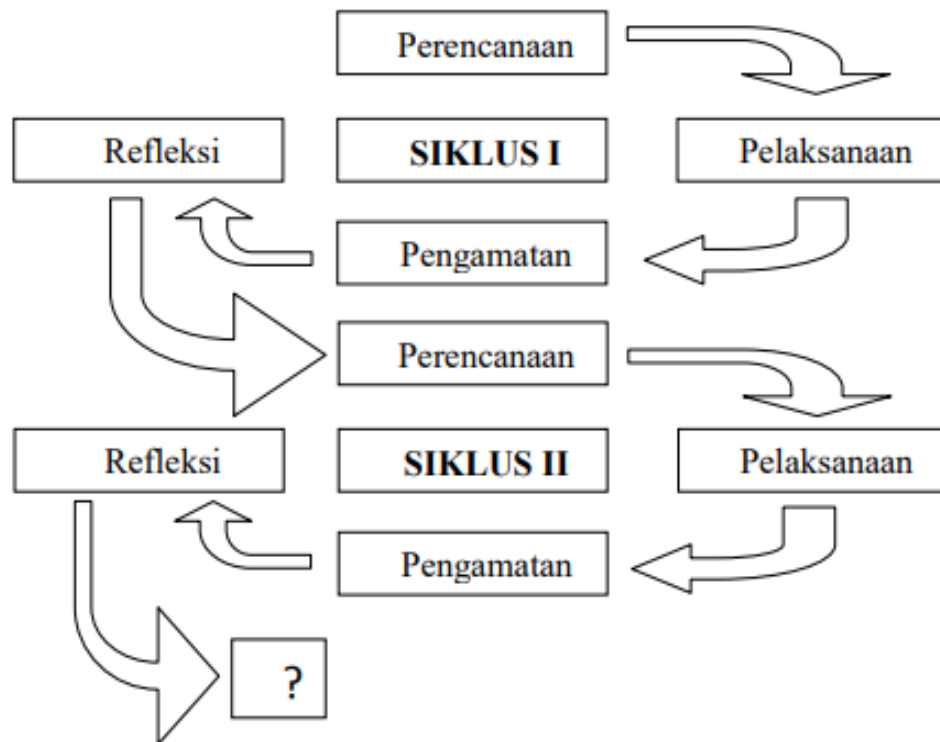 Perencanaan
Refleksi
SIKLUS I
Pelaksanaan
Pengamatan
Perencanaan
Refleksi
SIKLUS II
Pelaksanaan
Pengamatan
?